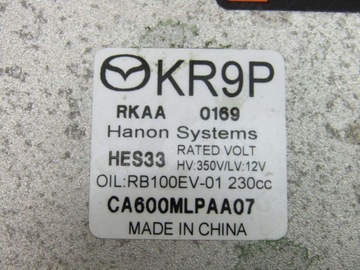 KR9P
RKAA 0169
Hanon Systems
HES33 RATED VOLT
HV:350V/LV:12V
OIL:RB100EV-01 230cc
CA600MLPAA07
MADE IN CHINA